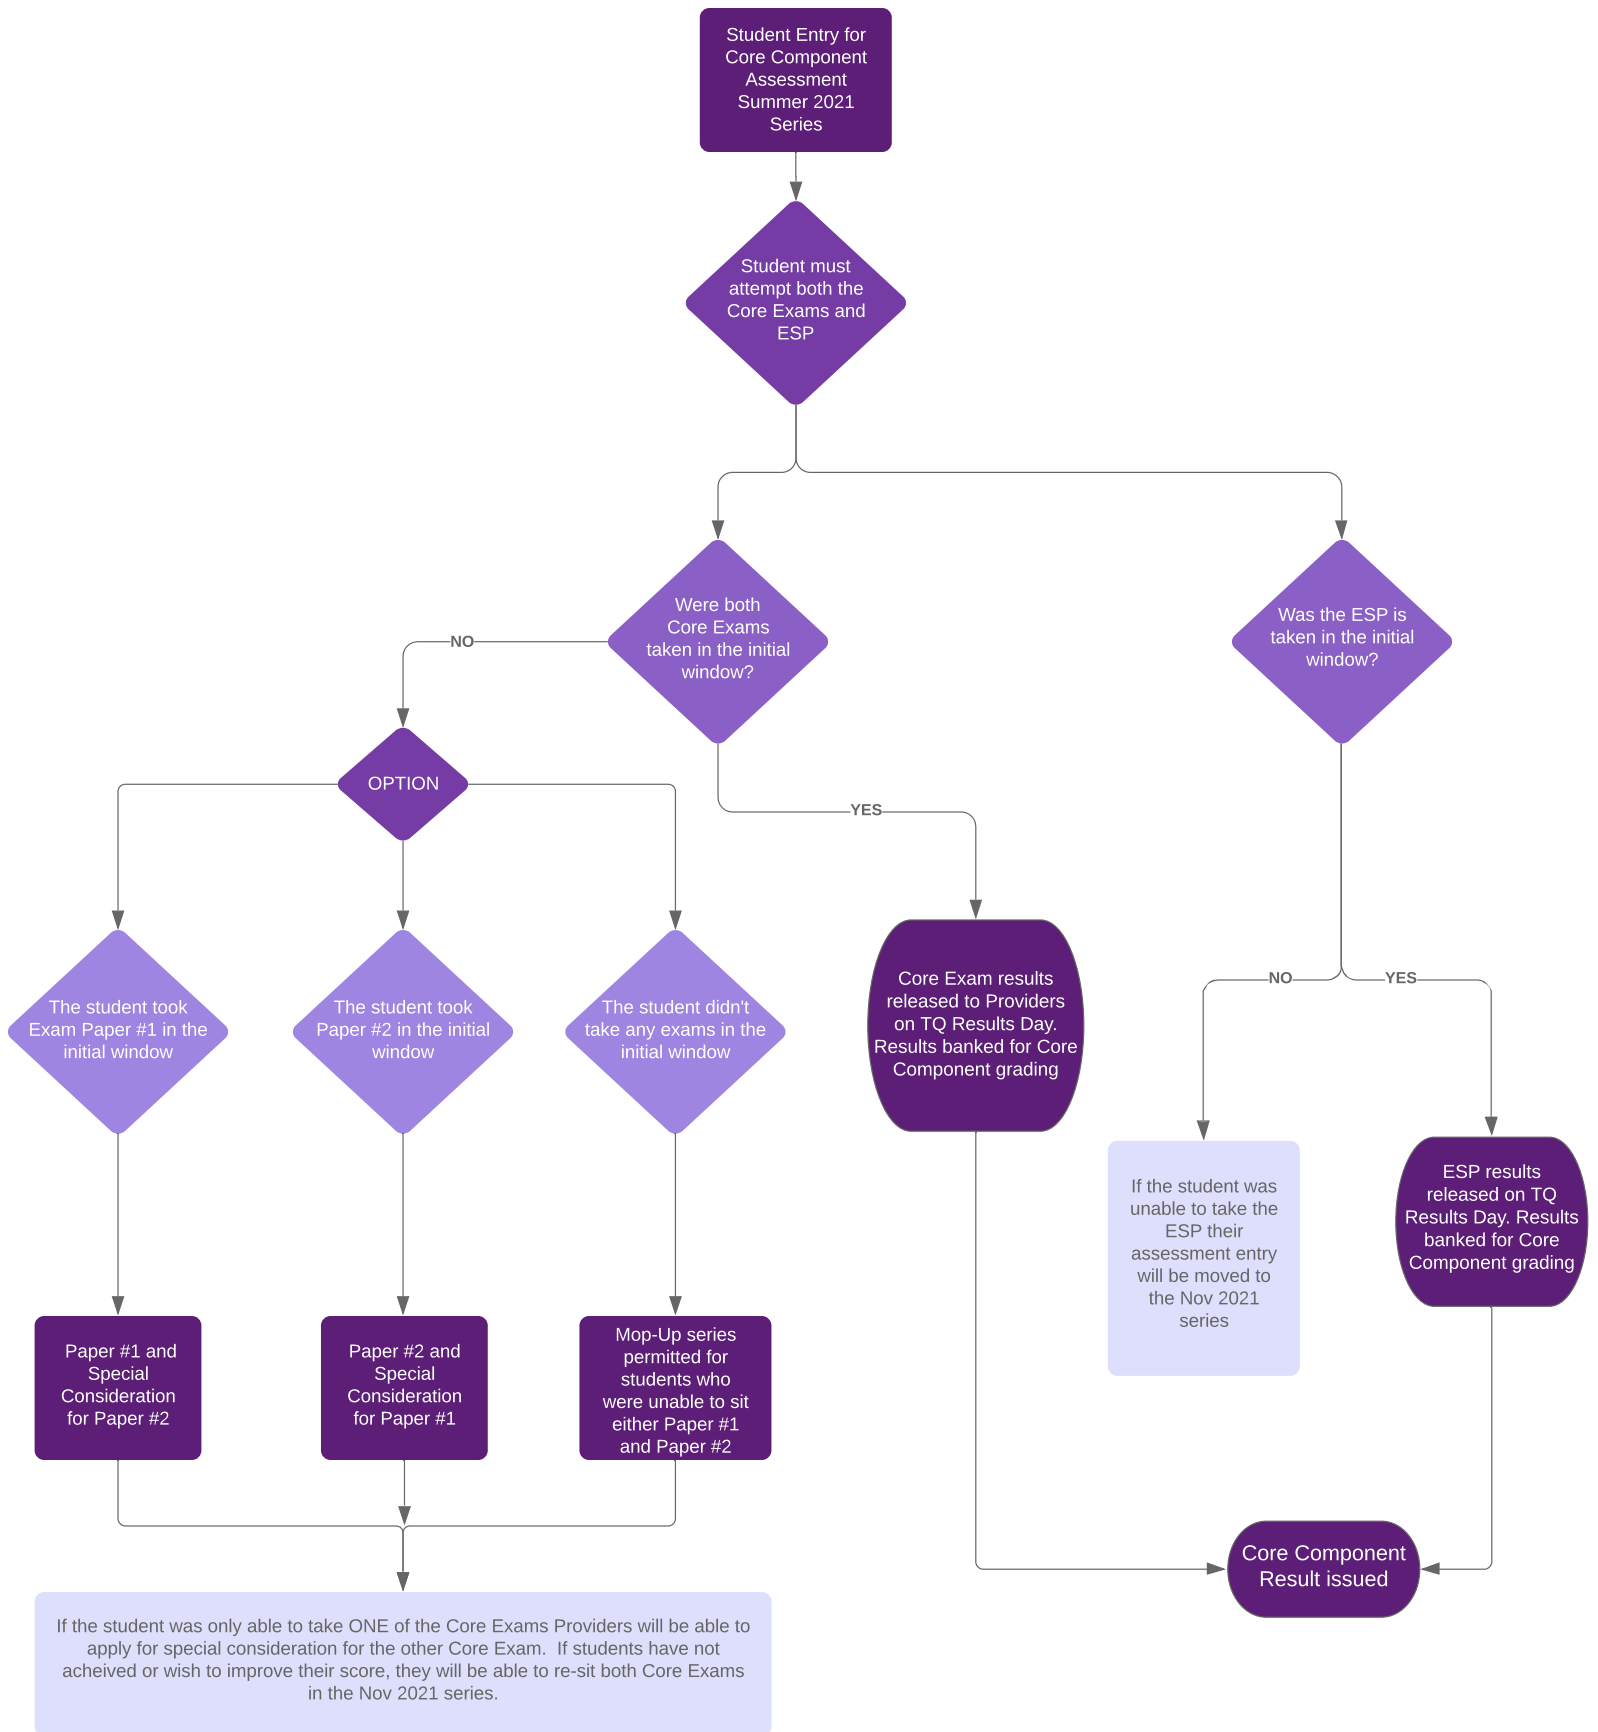 Student Entry for
Core Component
Assessment
Summer 2021
Series
Student must
attempt both the
Core Exams and
ESP
Were both
Core Exams
taken in the initial
window?
Was the ESP is
taken in the initial
window?
NO
OPTION
YES
The student took
Exam Paper #1 in the
initial window
The student took
Paper #2 in the initial
window
The student didn't
take any exams in the
initial window
Core Exam results
released to Providers
on TQ Results Day.
Results banked for Core
Component grading
NO
YES
If the student was
unable to take the
ESP their
assessment entry
will be moved to
the Nov 2021
series
ESP results
released on TQ
Results Day. Results
banked for Core
Component grading
Paper #1 and
Special
Consideration
for Paper #2
Paper #2 and
Special
Consideration
for Paper #1
Mop-Up series
permitted for
students who
were unable to sit
either Paper #1
and Paper #2
Core Component
Result issued
If the student was only able to take ONE of the Core Exams Providers will be able to
apply for special consideration for the other Core Exam.  If students have not
acheived or wish to improve their score, they will be able to re-sit both Core Exams
in the Nov 2021 series.